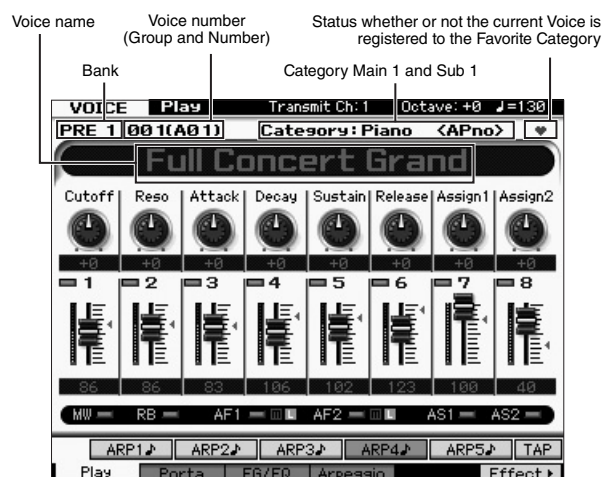 Voice name
Voice number
(Group and Number)
Status whether or not the current Voice is
registered to the Favorite Category
Bank
Category Main 1 and Sub 1
VOICE Play Transmit Ch:1 Octave:+0 ♩=130
PRE 1 001(A01) Category:Piano <APno> ♥
Full Concert Grand
Cutoff Reso Attack Decay Sustain Release Assign1 Assign2
+0 +0 +0 +0 +0 +0 +0 +0
1 2 3 4 5 6 7 8
86 86 83 106 102 123 100 40
MW RB AF1 m L AF2 m L AS1 AS2
ARP1♪ ARP2♪ ARP3♪ ARP4♪ ARP5♪ TAP
Play Porta EG/EQ Arpeggio Effect